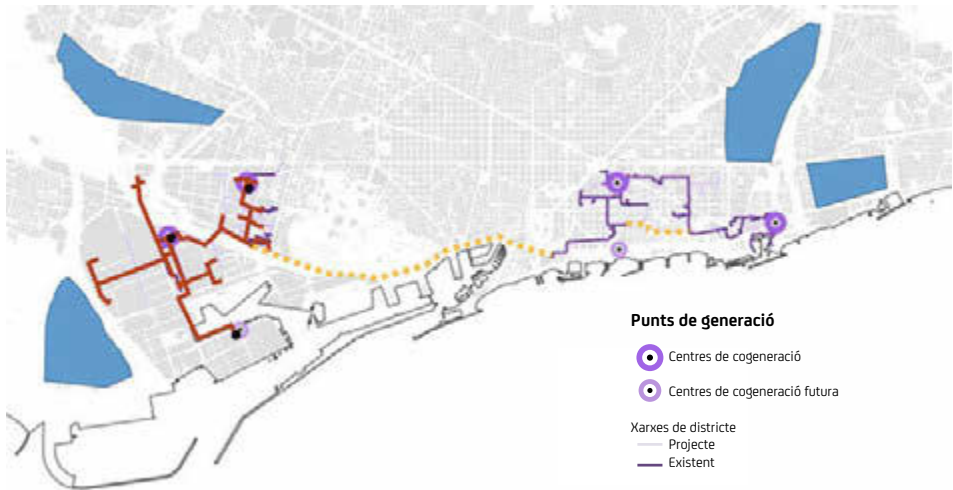 Punts de generació
Centres de cogeneració
Centres de cogeneració futura
Xarxes de districte
Projecte
Existent